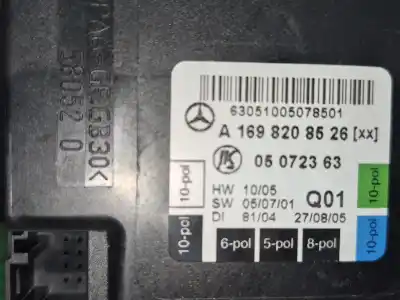 63051005078501
A 169 820 85 26 [xx]
05 0723 63
HW 10/05
SW 05/07/01 Q01
DI 81/04 27/08/05
10-pol
10-pol
6-pol
5-pol
8-pol
10-pol
10-pol
58052 0